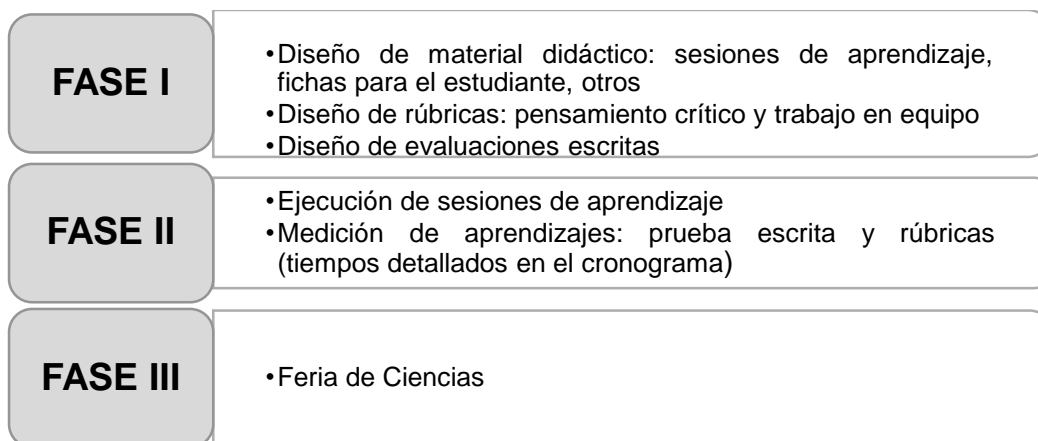 FASE I
•Diseño de material didáctico: sesiones de aprendizaje,
fichas para el estudiante, otros
•Diseño de rúbricas: pensamiento crítico y trabajo en equipo
•Diseño de evaluaciones escritas
FASE II
•Ejecución de sesiones de aprendizaje
•Medición de aprendizajes: prueba escrita y rúbricas
(tiempos detallados en el cronograma)
FASE III
•Feria de Ciencias